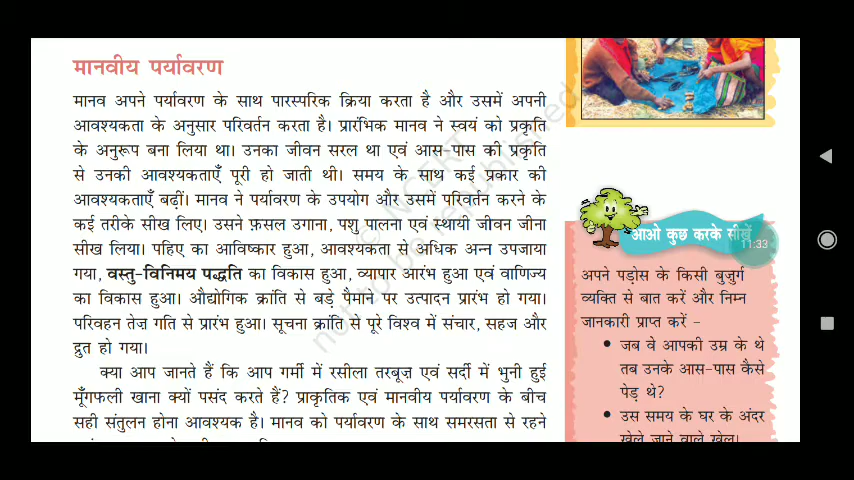 मानवीय पर्यावरण
मानव अपने पर्यावरण के साथ पारस्परिक क्रिया करता है और उसमें अपनी
आवश्यकता के अनुसार परिवर्तन करता है। प्रारंभिक मानव ने स्वयं को प्रकृति
के अनुरूप बना लिया था। उनका जीवन सरल था एवं आस-पास की प्रकृति
से उनकी आवश्यकताएँ पूरी हो जाती थी। समय के साथ कई प्रकार की
आवश्यकताएँ बढ़ीं। मानव ने पर्यावरण के उपयोग और उसमें परिवर्तन करने के
कई तरीके सीख लिए। उसने फ़सल उगाना, पशु पालना एवं स्थायी जीवन जीना
सीख लिया। पहिए का आविष्कार हुआ, आवश्यकता से अधिक अन्न उपजाया
गया, वस्तु-विनिमय पद्धति का विकास हुआ, व्यापार आरंभ हुआ एवं वाणिज्य
का विकास हुआ। औद्योगिक क्रांति से बड़े पैमाने पर उत्पादन प्रारंभ हो गया।
परिवहन तेज़ गति से प्रारंभ हुआ। सूचना क्रांति से पूरे विश्व में संचार, सहज और
द्रुत हो गया।
क्या आप जानते हैं कि आप गर्मी में रसीला तरबूज़ एवं सर्दी में भुनी हुई
मूँगफली खाना क्यों पसंद करते हैं? प्राकृतिक एवं मानवीय पर्यावरण के बीच
सही संतुलन होना आवश्यक है। मानव को पर्यावरण के साथ समरसता से रहने
© NCERT
not to be republished
आओ कुछ करके सीखें
11:33
अपने पड़ोस के किसी बुज़ुर्ग
व्यक्ति से बात करें और निम्न
जानकारी प्राप्त करें –
• जब वे आपकी उम्र के थे
तब उनके आस-पास कैसे
पेड़ थे?
• उस समय के घर के अंदर
खेले जाने वाले खेल।